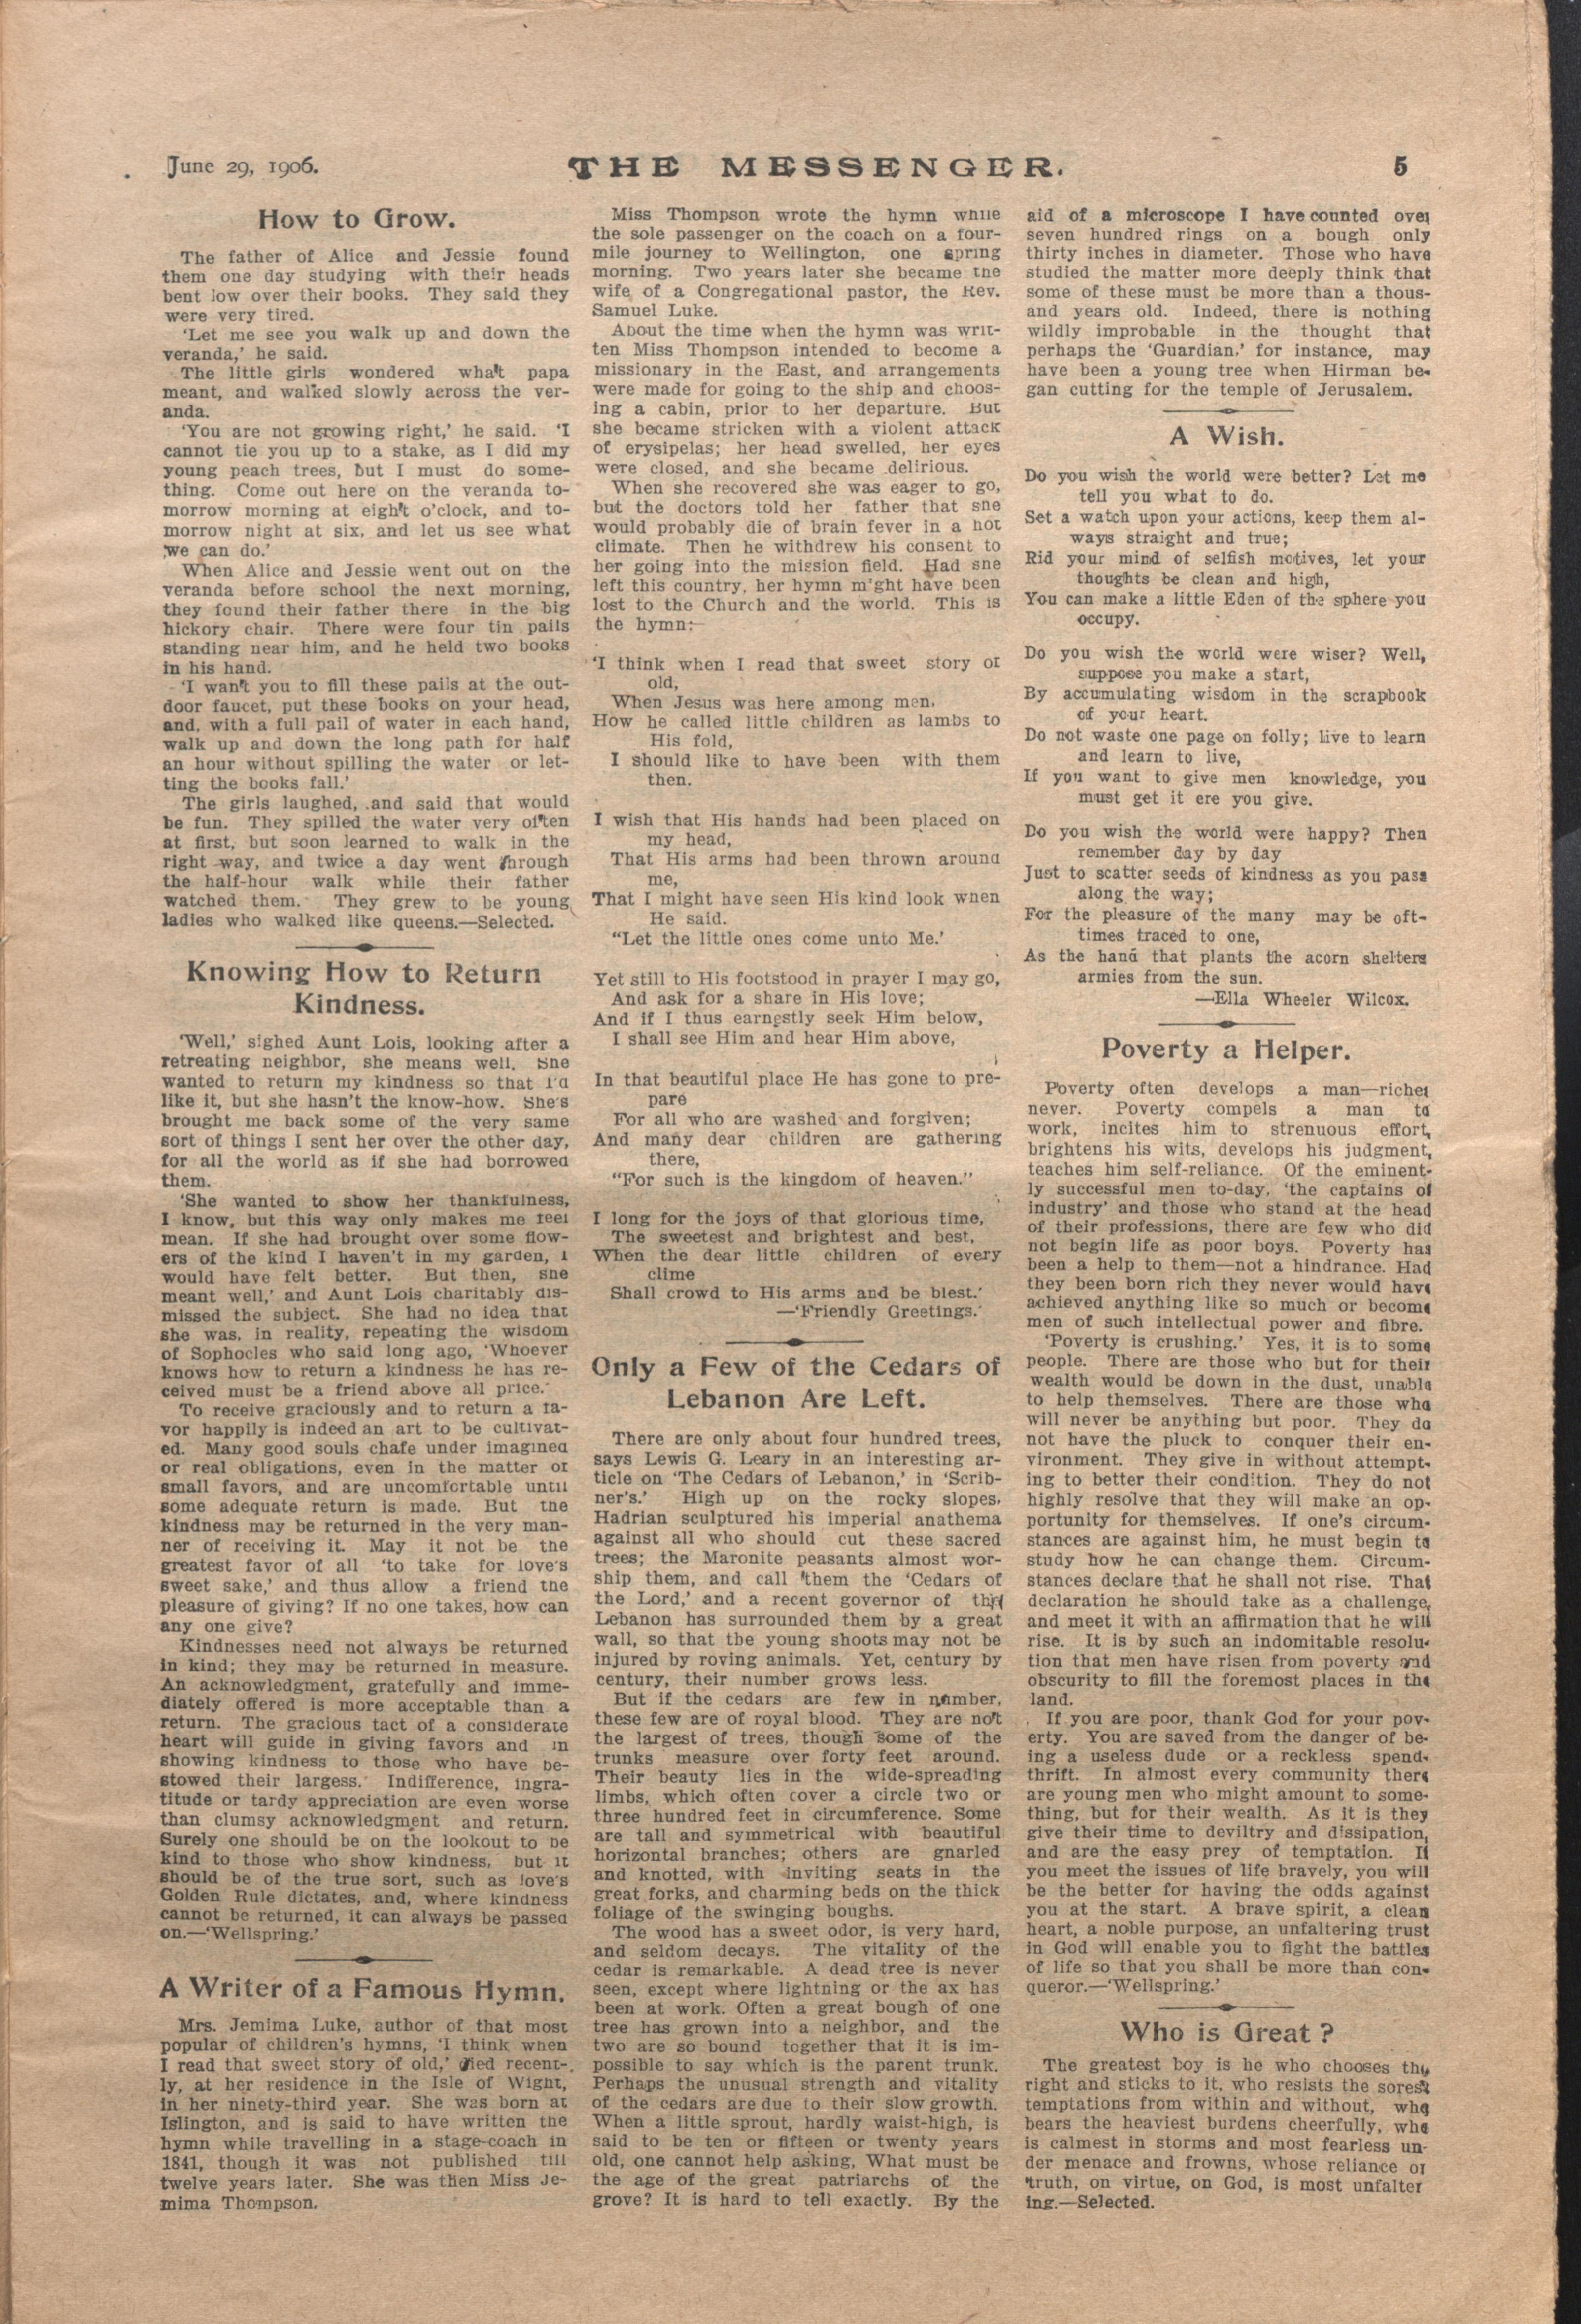 June 29, 1906.
THE MESSENGER.
5
How to Grow.
The father of Alice and Jessie found
them one day studying with their heads
bent low over their books. They said they
were very tired.
'Let me see you walk up and down the
veranda,' he said.
The little girls wondered what papa
meant, and walked slowly across the ver-
anda.
'You are not growing right,' he said. 'I
cannot tie you up to a stake, as I did my
young peach trees, but I must do some-
thing. Come out here on the veranda to-
morrow morning at eight o'clock, and to-
morrow night at six, and let us see what
we can do.'
When Alice and Jessie went out on the
veranda before school the next morning,
they found their father there in the big
hickory chair. There were four tin pails
standing near him, and he held two books
in his hand.
'I want you to fill these pails at the out-
door faucet, put these books on your head,
and, with a full pail of water in each hand,
walk up and down the long path for half
an hour without spilling the water or let-
ting the books fall.'
The girls laughed, and said that would
be fun. They spilled the water very often
at first, but soon learned to walk in the
right way, and twice a day went through
the half-hour walk while their father
watched them. They grew to be young
ladies who walked like queens.—Selected.
Knowing How to Return
Kindness.
'Well,' sighed Aunt Lois, looking after a
retreating neighbor, she means well. She
wanted to return my kindness so that I'd
like it, but she hasn't the know-how. She's
brought me back some of the very same
sort of things I sent her over the other day,
for all the world as if she had borrowed
them.
'She wanted to show her thankfulness,
I know, but this way only makes me feel
mean. If she had brought over some flow-
ers of the kind I haven't in my garden, I
would have felt better. But then, she
meant well,' and Aunt Lois charitably dis-
missed the subject. She had no idea that
she was, in reality, repeating the wisdom
of Sophocles who said long ago, 'Whoever
knows how to return a kindness he has re-
ceived must be a friend above all price.'
To receive graciously and to return a fa-
vor happily is indeed an art to be cultivat-
ed. Many good souls chafe under imagined
or real obligations, even in the matter of
small favors, and are uncomfortable until
some adequate return is made. But the
kindness may be returned in the very man-
ner of receiving it. May it not be the
greatest favor of all 'to take for love's
sweet sake,' and thus allow a friend the
pleasure of giving? If no one takes, how can
any one give?
Kindnesses need not always be returned
in kind; they may be returned in measure.
An acknowledgment, gratefully and imme-
diately offered is more acceptable than a
return. The gracious tact of a considerate
heart will guide in giving favors and in
showing kindness to those who have be-
stowed their largess. Indifference, ingra-
titude or tardy appreciation are even worse
than clumsy acknowledgment and return.
Surely one should be on the lookout to be
kind to those who show kindness, but it
should be of the true sort, such as love's
Golden Rule dictates, and, where kindness
cannot be returned, it can always be passed
on.—'Wellspring.'
A Writer of a Famous Hymn.
Mrs. Jemima Luke, author of that most
popular of children's hymns, 'I think when
I read that sweet story of old,' died recent-
ly, at her residence in the Isle of Wight,
in her ninety-third year. She was born at
Islington, and is said to have written the
hymn while travelling in a stage-coach in
1841, though it was not published till
twelve years later. She was then Miss Je-
mima Thompson.
Miss Thompson wrote the hymn while
the sole passenger on the coach on a four-
mile journey to Wellington, one spring
morning. Two years later she became the
wife of a Congregational pastor, the Rev.
Samuel Luke.
About the time when the hymn was writ-
ten Miss Thompson intended to become a
missionary in the East, and arrangements
were made for going to the ship and choos-
ing a cabin, prior to her departure. But
she became stricken with a violent attack
of erysipelas; her head swelled, her eyes
were closed, and she became delirious.
When she recovered she was eager to go,
but the doctors told her father that she
would probably die of brain fever in a hot
climate. Then he withdrew his consent to
her going into the mission field. Had she
left this country, her hymn m'ght have been
lost to the Church and the world. This is
the hymn:—
'I think when I read that sweet story of
old,
When Jesus was here among men,
How he called little children as lambs to
His fold,
I should like to have been with them
then.
I wish that His hands had been placed on
my head,
That His arms had been thrown around
me,
That I might have seen His kind look when
He said.
"Let the little ones come unto Me.'
Yet still to His footstood in prayer I may go,
And ask for a share in His love;
And if I thus earnestly seek Him below,
I shall see Him and hear Him above,
In that beautiful place He has gone to pre-
pare
For all who are washed and forgiven;
And many dear children are gathering
there,
"For such is the kingdom of heaven."
I long for the joys of that glorious time,
The sweetest and brightest and best,
When the dear little children of every
clime
Shall crowd to His arms and be blest.'
—'Friendly Greetings.'
Only a Few of the Cedars of
Lebanon Are Left.
There are only about four hundred trees,
says Lewis G. Leary in an interesting ar-
ticle on 'The Cedars of Lebanon,' in 'Scrib-
ner's.' High up on the rocky slopes,
Hadrian sculptured his imperial anathema
against all who should cut these sacred
trees; the Maronite peasants almost wor-
ship them, and call them the 'Cedars of
the Lord,' and a recent governor of the
Lebanon has surrounded them by a great
wall, so that the young shoots may not be
injured by roving animals. Yet, century by
century, their number grows less.
But if the cedars are few in number,
these few are of royal blood. They are not
the largest of trees, though some of the
trunks measure over forty feet around.
Their beauty lies in the wide-spreading
limbs, which often cover a circle two or
three hundred feet in circumference. Some
are tall and symmetrical with beautiful
horizontal branches; others are gnarled
and knotted, with inviting seats in the
great forks, and charming beds on the thick
foliage of the swinging boughs.
The wood has a sweet odor, is very hard,
and seldom decays. The vitality of the
cedar is remarkable. A dead tree is never
seen, except where lightning or the ax has
been at work. Often a great bough of one
tree has grown into a neighbor, and the
two are so bound together that it is im-
possible to say which is the parent trunk.
Perhaps the unusual strength and vitality
of the cedars are due to their slow growth.
When a little sprout, hardly waist-high, is
said to be ten or fifteen or twenty years
old, one cannot help asking, What must be
the age of the great patriarchs of the
grove? It is hard to tell exactly. By the
aid of a microscope I have counted over
seven hundred rings on a bough only
thirty inches in diameter. Those who have
studied the matter more deeply think that
some of these must be more than a thous-
and years old. Indeed, there is nothing
wildly improbable in the thought that
perhaps the 'Guardian,' for instance, may
have been a young tree when Hirman be-
gan cutting for the temple of Jerusalem.
A Wish.
Do you wish the world were better? Let me
tell you what to do.
Set a watch upon your actions, keep them al-
ways straight and true;
Rid your mind of selfish motives, let your
thoughts be clean and high,
You can make a little Eden of the sphere you
occupy.
Do you wish the world were wiser? Well,
suppose you make a start,
By accumulating wisdom in the scrapbook
of your heart.
Do not waste one page on folly; live to learn
and learn to live,
If you want to give men knowledge, you
must get it ere you give.
Do you wish the world were happy? Then
remember day by day
Just to scatter seeds of kindness as you pass
along the way;
For the pleasure of the many may be oft-
times traced to one,
As the hand that plants the acorn shelters
armies from the sun.
—Ella Wheeler Wilcox.
Poverty a Helper.
Poverty often develops a man—riches
never. Poverty compels a man to
work, incites him to strenuous effort,
brightens his wits, develops his judgment,
teaches him self-reliance. Of the eminent-
ly successful men to-day, 'the captains of
industry' and those who stand at the head
of their professions, there are few who did
not begin life as poor boys. Poverty has
been a help to them—not a hindrance. Had
they been born rich they never would have
achieved anything like so much or become
men of such intellectual power and fibre.
'Poverty is crushing.' Yes, it is to some
people. There are those who but for their
wealth would be down in the dust, unable
to help themselves. There are those who
will never be anything but poor. They do
not have the pluck to conquer their en-
vironment. They give in without attempt-
ing to better their condition. They do not
highly resolve that they will make an op-
portunity for themselves. If one's circum-
stances are against him, he must begin to
study how he can change them. Circum-
stances declare that he shall not rise. That
declaration he should take as a challenge,
and meet it with an affirmation that he will
rise. It is by such an indomitable resolu-
tion that men have risen from poverty and
obscurity to fill the foremost places in the
land.
If you are poor, thank God for your pov-
erty. You are saved from the danger of be-
ing a useless dude or a reckless spend-
thrift. In almost every community there
are young men who might amount to some-
thing, but for their wealth. As it is they
give their time to deviltry and dissipation,
and are the easy prey of temptation. If
you meet the issues of life bravely, you will
be the better for having the odds against
you at the start. A brave spirit, a clean
heart, a noble purpose, an unfaltering trust
in God will enable you to fight the battles
of life so that you shall be more than con-
queror.—'Wellspring.'
Who is Great?
The greatest boy is he who chooses the
right and sticks to it, who resists the sorest
temptations from within and without, who
bears the heaviest burdens cheerfully, who
is calmest in storms and most fearless un-
der menace and frowns, whose reliance on
truth, on virtue, on God, is most unfalter
ing.—Selected.